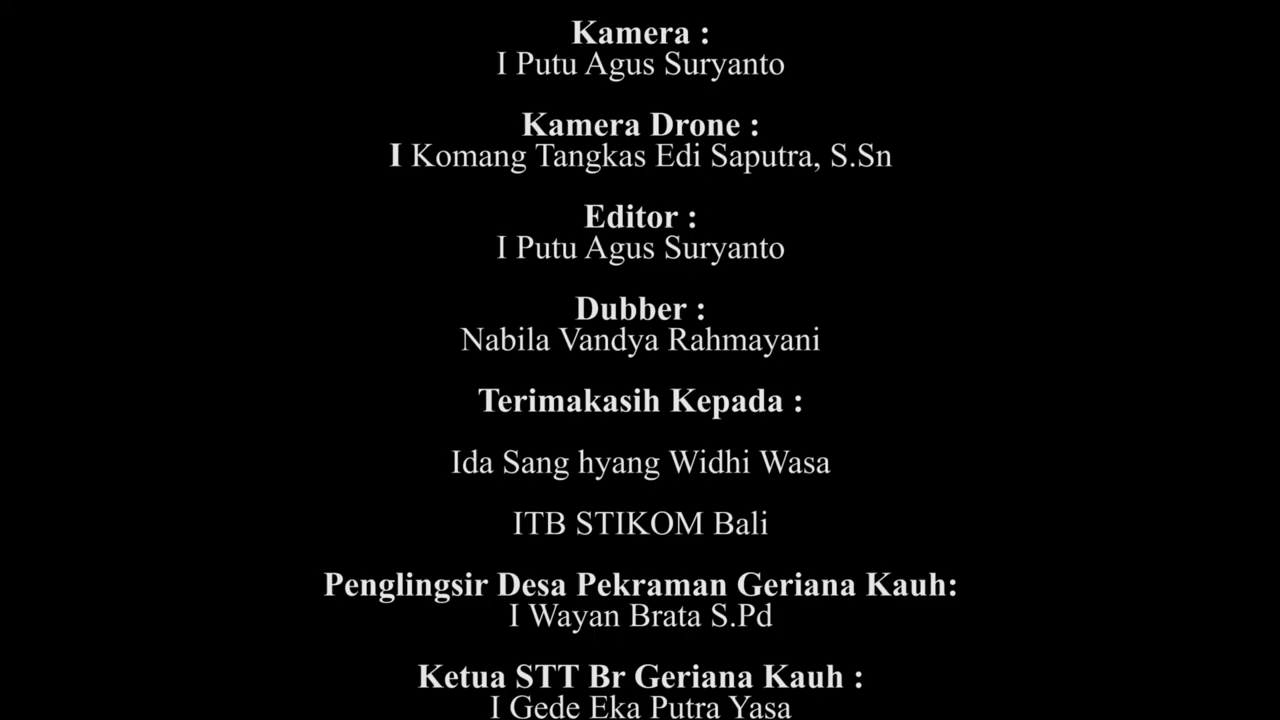 Kamera :
I Putu Agus Suryanto
Kamera Drone :
I Komang Tangkas Edi Saputra, S.Sn
Editor :
I Putu Agus Suryanto
Dubber :
Nabila Vandya Rahmayani
Terimakasih Kepada :
Ida Sang hyang Widhi Wasa
ITB STIKOM Bali
Penglingsir Desa Pekraman Geriana Kauh:
I Wayan Brata S.Pd
Ketua STT Br Geriana Kauh :
I Gede Eka Putra Yasa